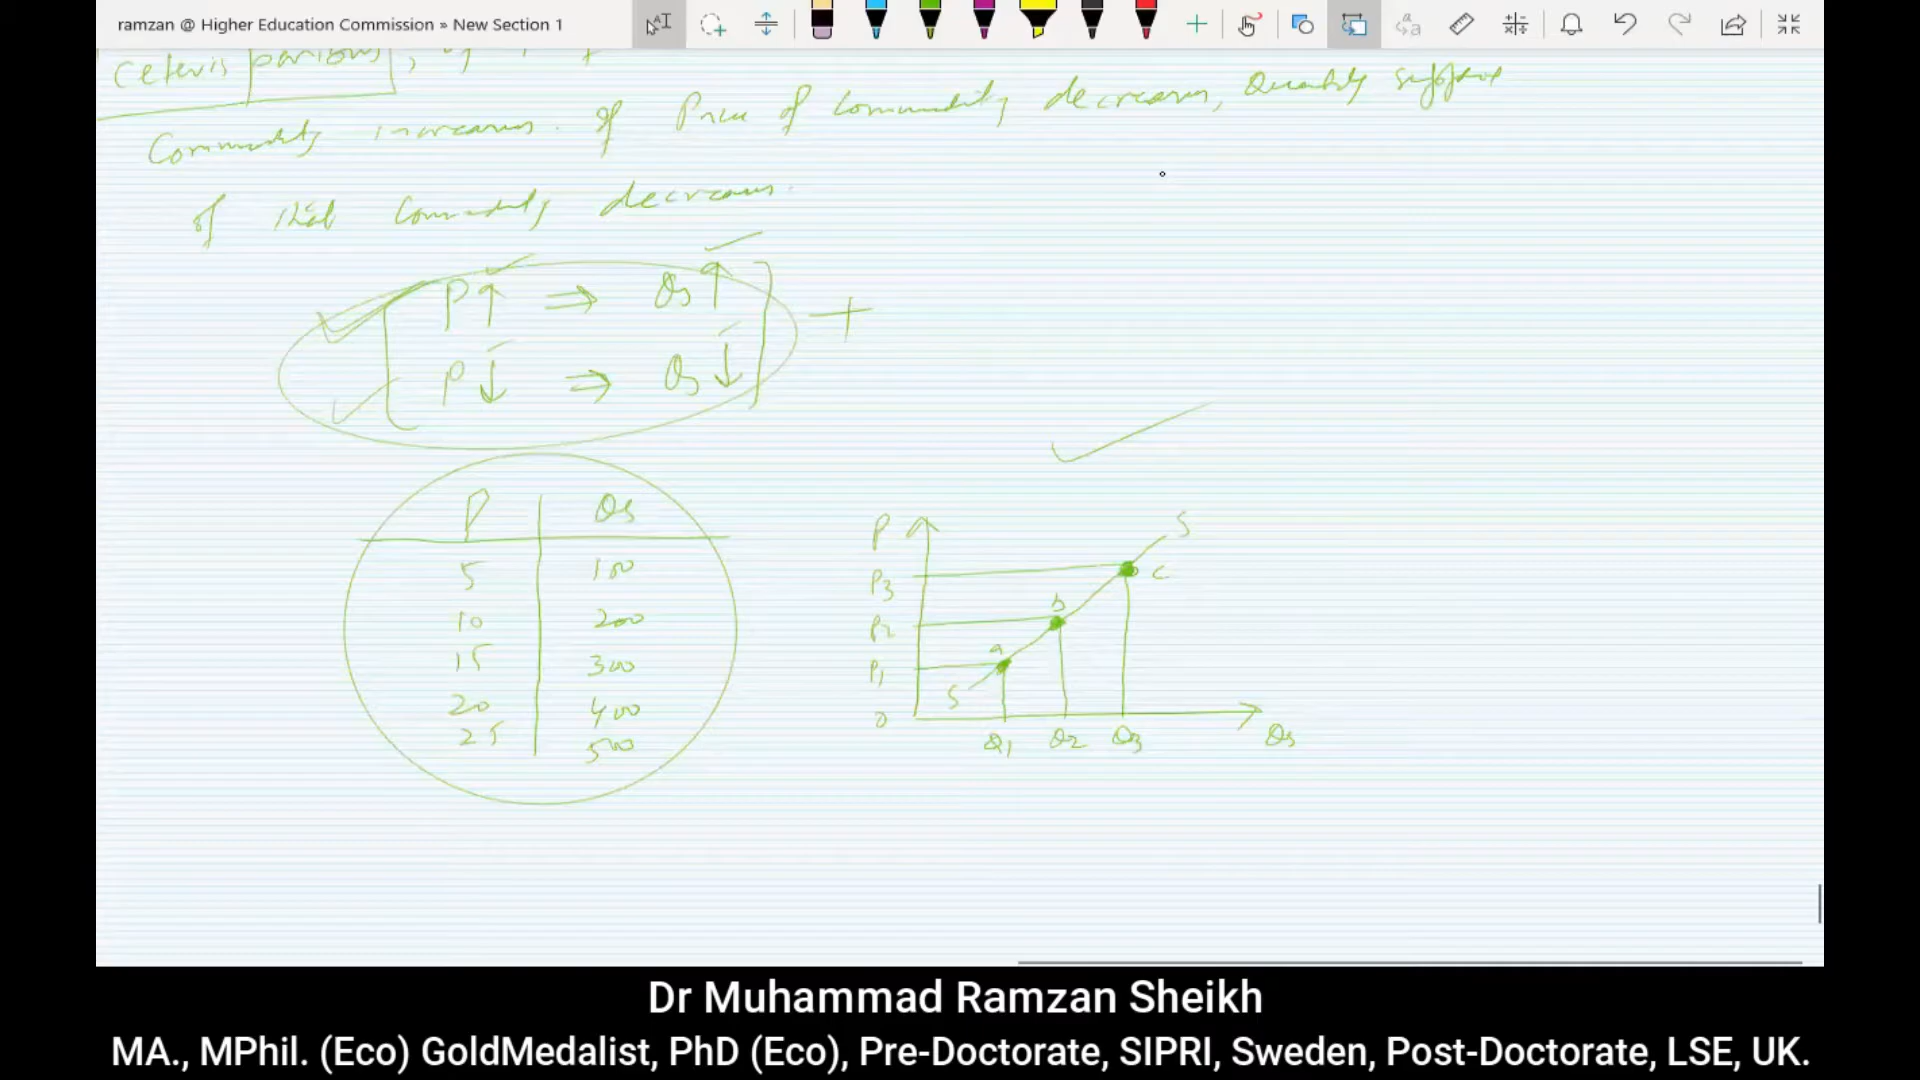 ramzan @ Higher Education Commission » New Section 1
Ceteris paribus,
Commodity increases. If Price of Commodity decreases, Quantity supplied
of that Commodity decreases.
P↑ ⇒ Qs↑
+
P↓ ⇒ Qs↓
P Qs
5 100
10 200
15 300
20 400
25 500
P
S
P3
c
b
P2
a
P1
S
0
Q1 Q2 Q3 Qs
Dr Muhammad Ramzan Sheikh
MA., MPhil. (Eco) GoldMedalist, PhD (Eco), Pre-Doctorate, SIPRI, Sweden, Post-Doctorate, LSE, UK.